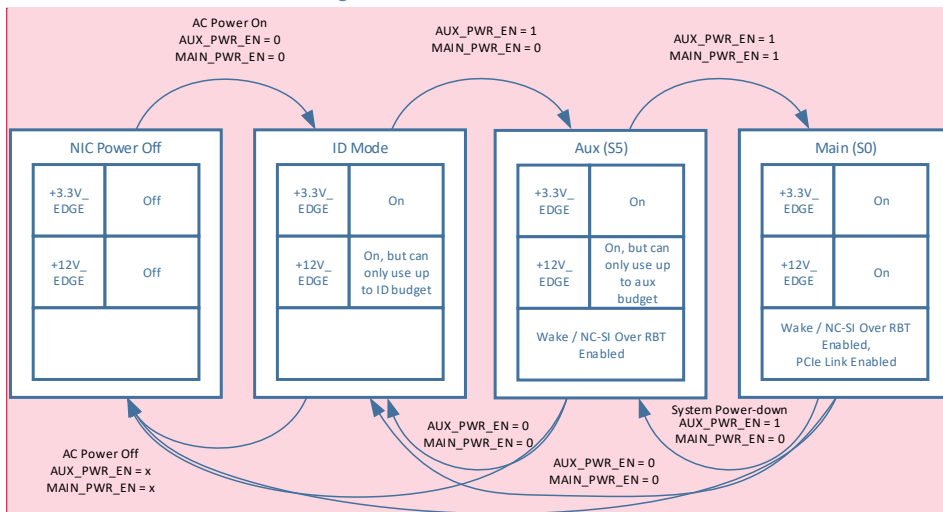 AC Power On
AUX_PWR_EN = 0
MAIN_PWR_EN = 0
AUX_PWR_EN = 1
MAIN_PWR_EN = 0
AUX_PWR_EN = 1
MAIN_PWR_EN = 1
NIC Power Off
+3.3V_
EDGE
Off
+12V_
EDGE
Off
ID Mode
+3.3V_
EDGE
On
+12V_
EDGE
On, but can
only use up
to ID budget
Aux (S5)
+3.3V_
EDGE
On
+12V_
EDGE
On, but can
only use up
to aux
budget
Wake / NC-SI Over RBT
Enabled
Main (S0)
+3.3V_
EDGE
On
+12V_
EDGE
On
Wake / NC-SI Over RBT
Enabled,
PCIe Link Enabled
AC Power Off
AUX_PWR_EN = x
MAIN_PWR_EN = x
AUX_PWR_EN = 0
MAIN_PWR_EN = 0
AUX_PWR_EN = 0
MAIN_PWR_EN = 0
System Power-down
AUX_PWR_EN = 1
MAIN_PWR_EN = 0